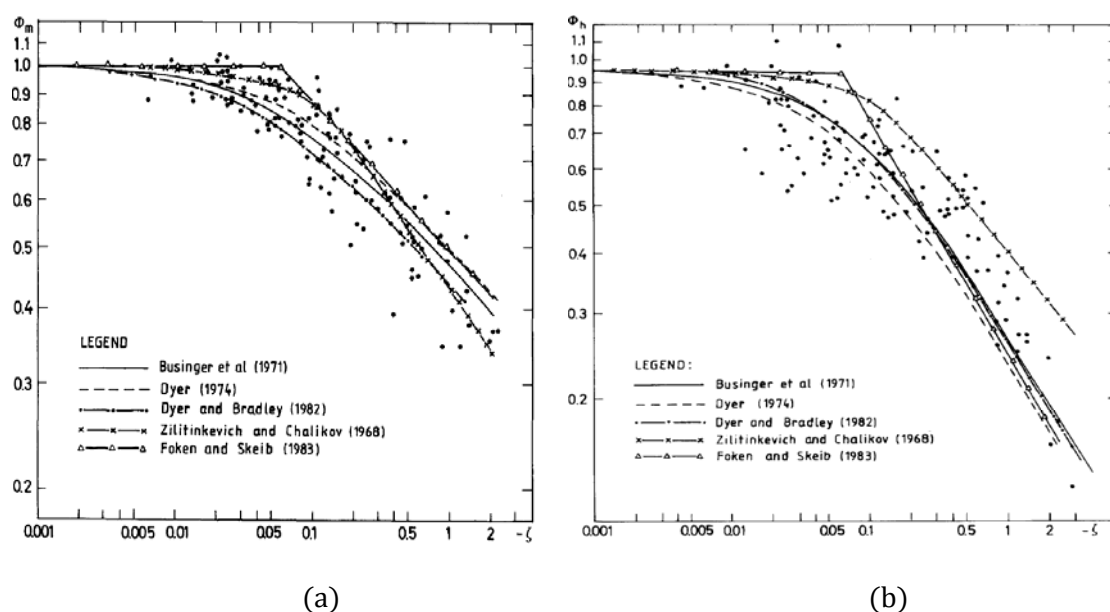 Φm
1.1
1.0
0.9
0.8
0.7
0.6
0.5
0.4
0.3
0.2
LEGEND
Businger et al (1971)
Dyer (1974)
Dyer and Bradley (1982)
Zilitinkevich and Chalikov (1968)
Foken and Skeib (1983)
0.001 0.005 0.01 0.05 0.1 0.5 1 2 -ζ
(a)
Φh
1.1
1.0
0.9
0.8
0.7
0.6
0.5
0.3
0.2
LEGEND:
Businger et al (1971)
Dyer (1974)
Dyer and Bradley (1982)
Zilitinkevich and Chalikov (1968)
Foken and Skeib (1983)
0.001 0.005 0.01 0.05 0.1 0.5 1.0 2 -ζ
(b)